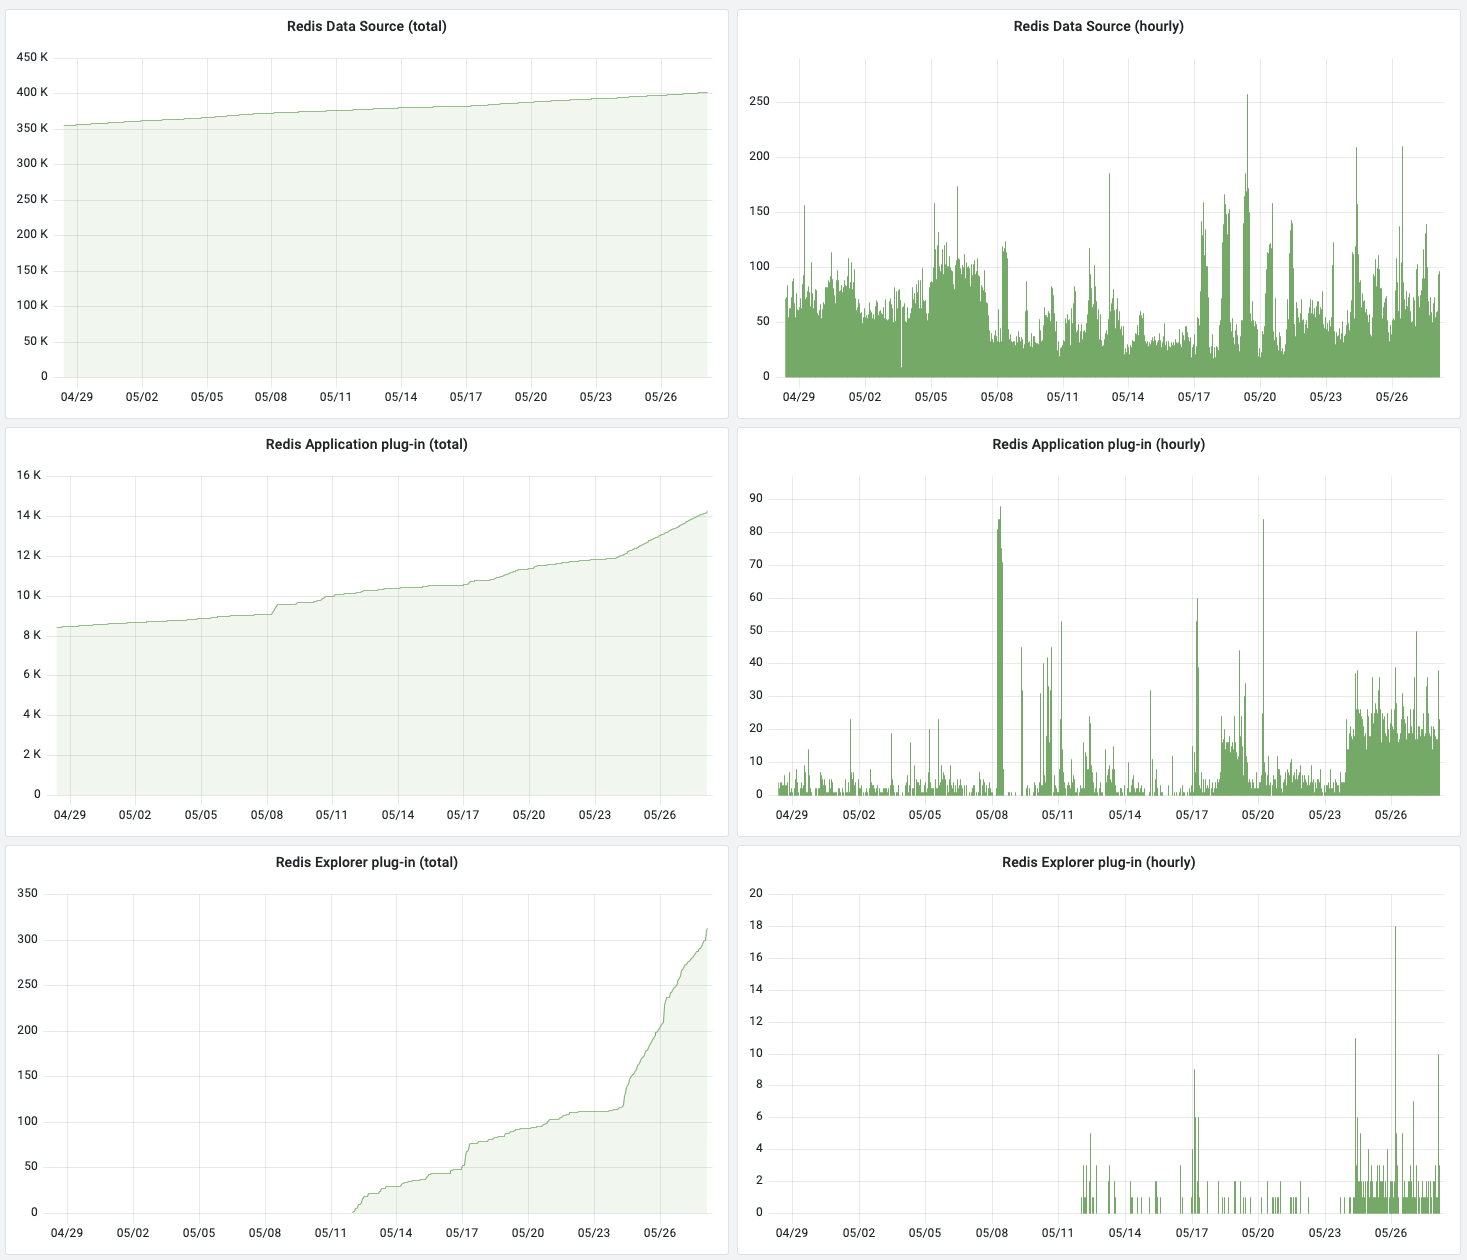 Redis Data Source (total)
450 K
400 K
350 K
300 K
250 K
200 K
150 K
100 K
50 K
0
04/29 05/02 05/05 05/08 05/11 05/14 05/17 05/20 05/23 05/26
Redis Data Source (hourly)
250
200
150
100
50
0
04/29 05/02 05/05 05/08 05/11 05/14 05/17 05/20 05/23 05/26
Redis Application plug-in (total)
16 K
14 K
12 K
10 K
8 K
6 K
4 K
2 K
0
04/29 05/02 05/05 05/08 05/11 05/14 05/17 05/20 05/23 05/26
Redis Application plug-in (hourly)
90
80
70
60
50
40
30
20
10
0
04/29 05/02 05/05 05/08 05/11 05/14 05/17 05/20 05/23 05/26
Redis Explorer plug-in (total)
350
300
250
200
150
100
50
0
04/29 05/02 05/05 05/08 05/11 05/14 05/17 05/20 05/23 05/26
Redis Explorer plug-in (hourly)
20
18
16
14
12
10
8
6
4
2
0
04/29 05/02 05/05 05/08 05/11 05/14 05/17 05/20 05/23 05/26